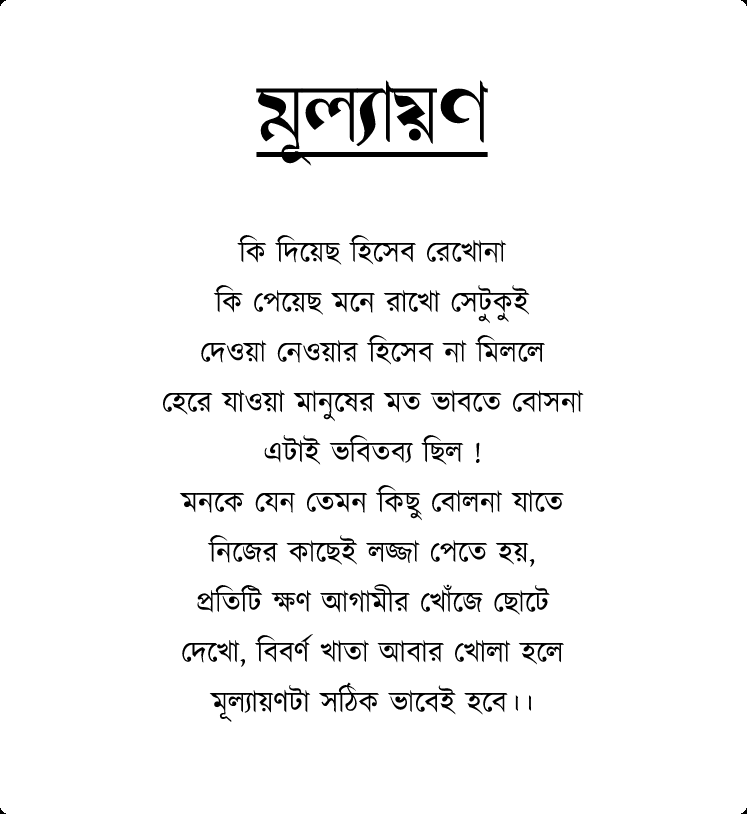 মূল্যায়ণ
কি দিয়েছ হিসেব রেখোনা
কি পেয়েছ মনে রাখো সেটুকুই
দেওয়া নেওয়ার হিসেব না মিললে
হেরে যাওয়া মানুষের মত ভাবতে বোসনা
এটাই ভবিতব্য ছিল !
মনকে যেন তেমন কিছু বোলনা যাতে
নিজের কাছেই লজ্জা পেতে হয়,
প্রতিটি ক্ষণ আগামীর খোঁজে ছোটে
দেখো, বিবর্ণ খাতা আবার খোলা হলে
মূল্যায়ণটা সঠিক ভাবেই হবে।।